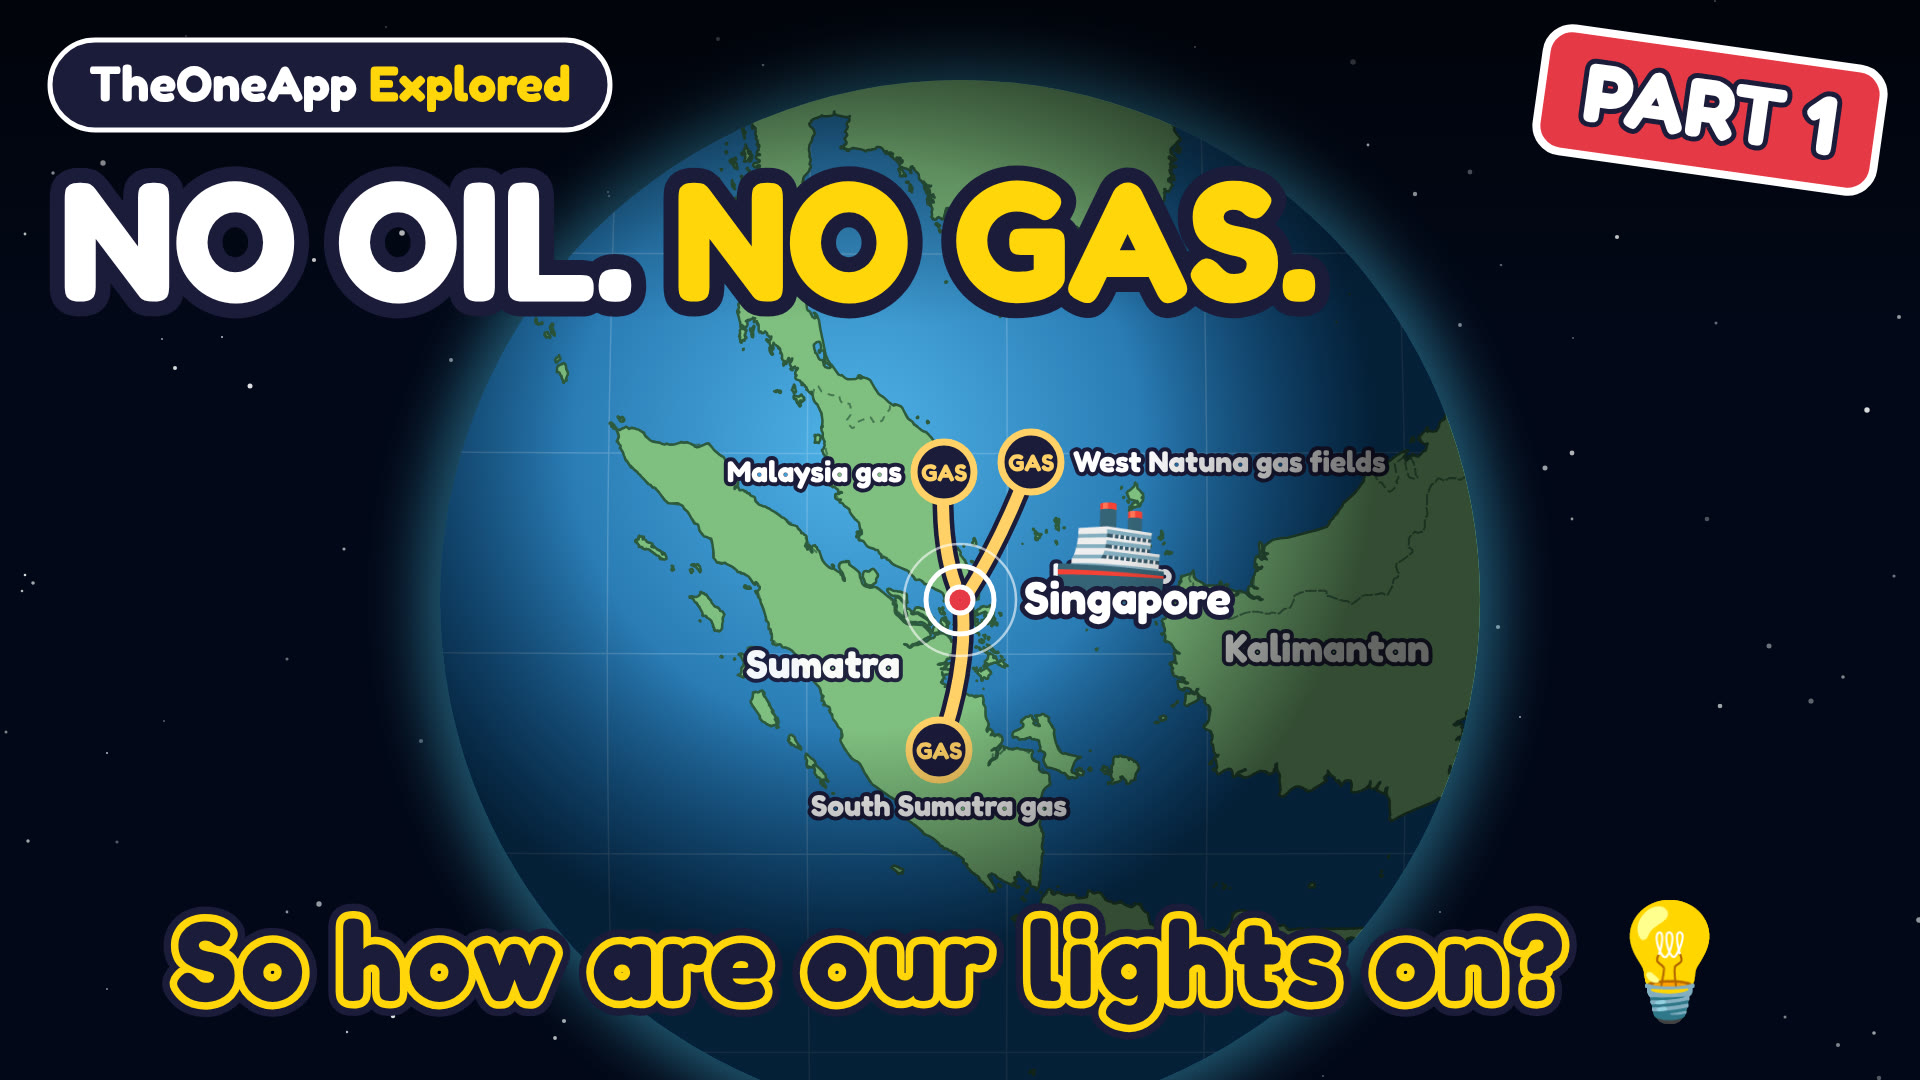 TheOneApp Explored
PART 1
NO OIL. NO GAS.
Malaysia gas
GAS
GAS
West Natuna gas fields
Singapore
Sumatra
Kalimantan
GAS
South Sumatra gas
So how are our lights on?